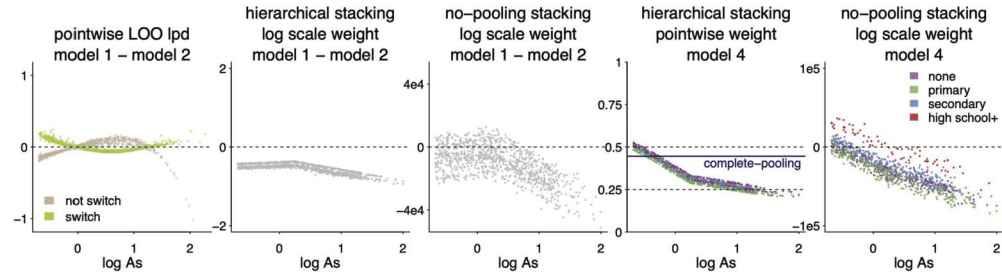 pointwise LOO lpd
model 1 − model 2
1
0
−1
not switch
switch
0
1
2
log As
hierarchical stacking
log scale weight
model 1 − model 2
2
0
−2
0
1
2
log As
no−pooling stacking
log scale weight
model 1 − model 2
4e4
0
−4e4
0
1
2
log As
hierarchical stacking
pointwise weight
model 4
1
0.5
complete−pooling
0.25
0
0
1
2
log As
no−pooling stacking
log scale weight
model 4
1e5
0
−1e5
none
primary
secondary
high school+
0
1
2
log As